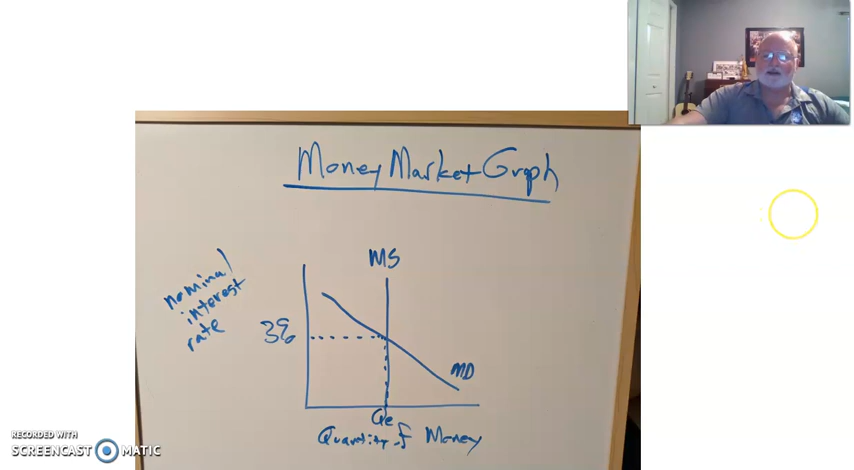 Money Market Graph
MS
nominal
interest
rate
3%
MD
Qe
Quantity of Money
RECORDED WITH
SCREENCAST MATIC